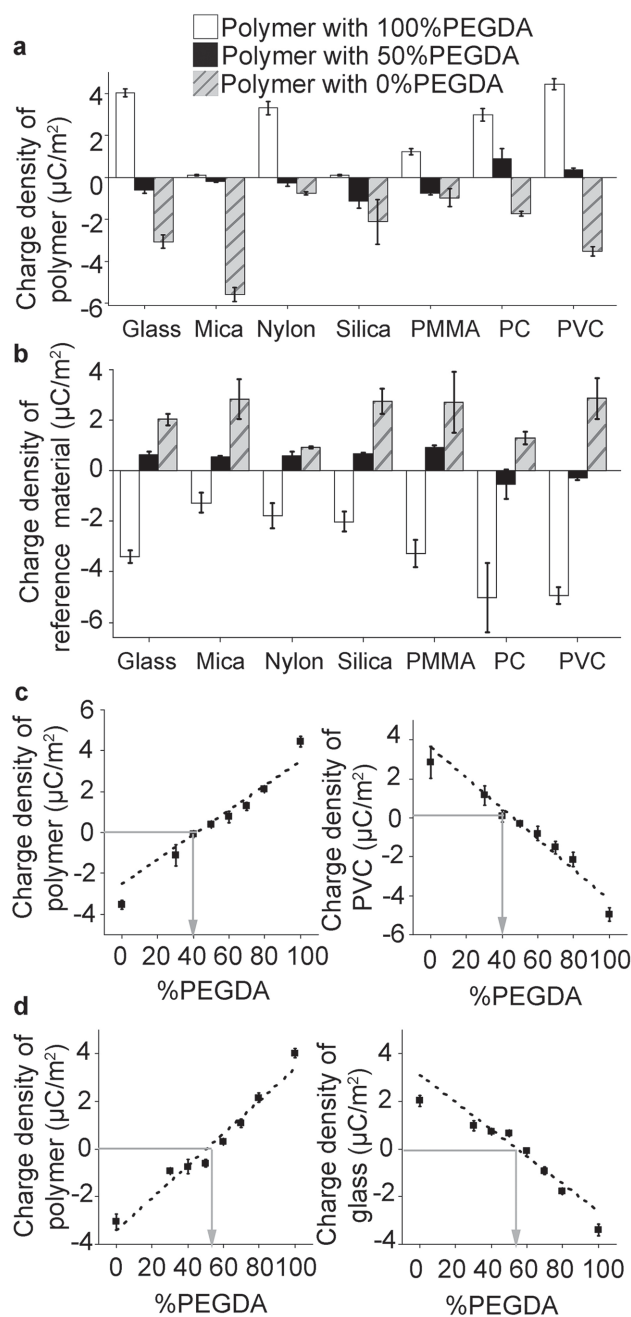 a
Polymer with 100%PEGDA
Polymer with 50%PEGDA
Polymer with 0%PEGDA
Charge density of
polymer (μC/m²)
4
2
0
-2
-4
-6
Glass Mica Nylon Silica PMMA PC PVC
b
Charge density of
reference material (μC/m²)
4
2
0
-2
-4
-6
Glass Mica Nylon Silica PMMA PC PVC
c
Charge density of
polymer (μC/m²)
6
4
2
0
-2
-4
0 20 40 60 80 100
%PEGDA
Charge density of
PVC (μC/m²)
4
2
0
-2
-4
-6
0 20 40 60 80 100
%PEGDA
d
Charge density of
polymer (μC/m²)
4
2
0
-2
-4
0 20 40 60 80 100
%PEGDA
Charge density of
glass (μC/m²)
4
2
0
-2
-4
0 20 40 60 80 100
%PEGDA